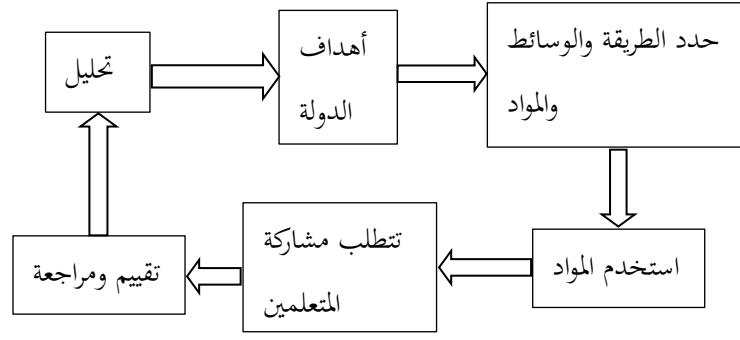 تحليل
أهداف
الدولة
حدد الطريقة والوسائط
والمواد
استخدم المواد
تتطلب مشاركة
المتعلمين
تقييم ومراجعة